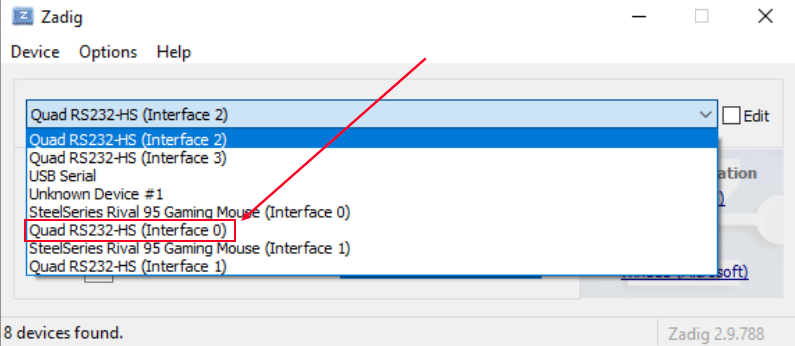 Zadig
Device Options Help
Quad RS232-HS (Interface 2)
Edit
Quad RS232-HS (Interface 2)
Quad RS232-HS (Interface 3)
USB Serial
Unknown Device #1
SteelSeries Rival 95 Gaming Mouse (Interface 0)
Quad RS232-HS (Interface 0)
SteelSeries Rival 95 Gaming Mouse (Interface 1)
Quad RS232-HS (Interface 1)
ation
)
(Microsoft)
8 devices found.
Zadig 2.9.788